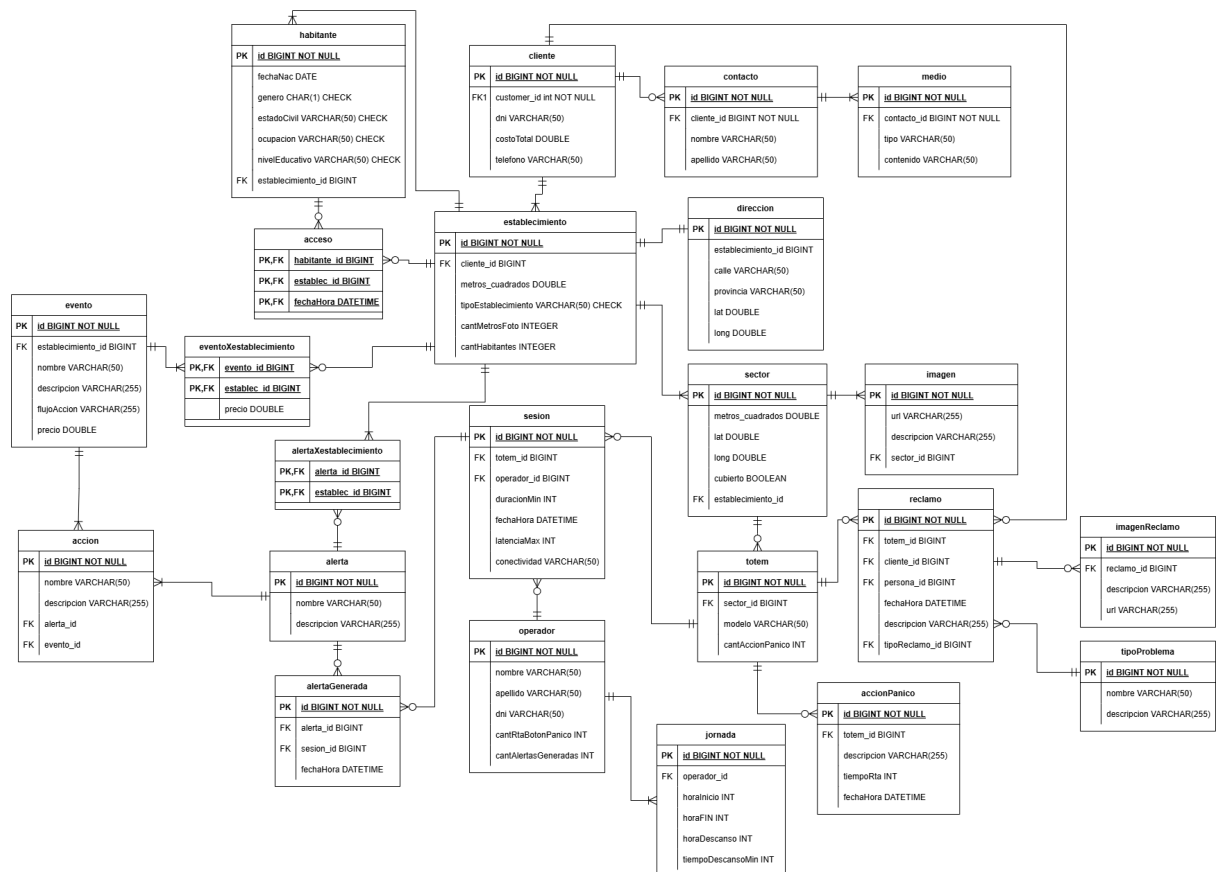 habitante
PK id BIGINT NOT NULL
fechaNac DATE
genero CHAR(1) CHECK
estadoCivil VARCHAR(50) CHECK
ocupacion VARCHAR(50) CHECK
nivelEducativo VARCHAR(50) CHECK
FK establecimiento_id BIGINT
cliente
PK id BIGINT NOT NULL
FK1 customer_id int NOT NULL
dni VARCHAR(50)
costoTotal DOUBLE
telefono VARCHAR(50)
contacto
PK id BIGINT NOT NULL
FK cliente_id BIGINT NOT NULL
nombre VARCHAR(50)
apellido VARCHAR(50)
medio
PK id BIGINT NOT NULL
FK contacto_id BIGINT NOT NULL
tipo VARCHAR(50)
contenido VARCHAR(50)
acceso
PK,FK habitante_id BIGINT
PK,FK establec_id BIGINT
PK,FK fechaHora DATETIME
establecimiento
PK id BIGINT NOT NULL
FK cliente_id BIGINT
metros_cuadrados DOUBLE
tipoEstablecimiento VARCHAR(50) CHECK
cantMetrosFoto INTEGER
cantHabitantes INTEGER
direccion
PK id BIGINT NOT NULL
establecimiento_id BIGINT
calle VARCHAR(50)
provincia VARCHAR(50)
lat DOUBLE
long DOUBLE
evento
PK id BIGINT NOT NULL
FK establecimiento_id BIGINT
nombre VARCHAR(50)
descripcion VARCHAR(255)
flujoAccion VARCHAR(255)
precio DOUBLE
eventoXestablecimiento
PK,FK evento_id BIGINT
PK,FK establec_id BIGINT
precio DOUBLE
sector
PK id BIGINT NOT NULL
metros_cuadrados DOUBLE
lat DOUBLE
long DOUBLE
cubierto BOOLEAN
FK establecimiento_id
imagen
PK id BIGINT NOT NULL
url VARCHAR(255)
descripcion VARCHAR(255)
FK sector_id BIGINT
alertaXestablecimiento
PK,FK alerta_id BIGINT
PK,FK establec_id BIGINT
sesion
PK id BIGINT NOT NULL
FK totem_id BIGINT
FK operador_id BIGINT
duracionMin INT
fechaHora DATETIME
latenciaMax INT
conectividad VARCHAR(50)
reclamo
PK id BIGINT NOT NULL
FK totem_id BIGINT
FK cliente_id BIGINT
FK persona_id BIGINT
fechaHora DATETIME
descripcion VARCHAR(255)
FK tipoReclamo_id BIGINT
imagenReclamo
PK id BIGINT NOT NULL
FK reclamo_id BIGINT
descripcion VARCHAR(255)
url VARCHAR(255)
accion
PK id BIGINT NOT NULL
nombre VARCHAR(50)
descripcion VARCHAR(255)
FK alerta_id
FK evento_id
alerta
PK id BIGINT NOT NULL
nombre VARCHAR(50)
descripcion VARCHAR(255)
totem
PK id BIGINT NOT NULL
FK sector_id BIGINT
modelo VARCHAR(50)
cantAccionPanico INT
operador
PK id BIGINT NOT NULL
nombre VARCHAR(50)
apellido VARCHAR(50)
dni VARCHAR(50)
cantRtaBotonPanico INT
cantAlertasGeneradas INT
tipoProblema
PK id BIGINT NOT NULL
nombre VARCHAR(50)
descripcion VARCHAR(255)
alertaGenerada
PK id BIGINT NOT NULL
FK alerta_id BIGINT
FK sesion_id BIGINT
fechaHora DATETIME
accionPanico
PK id BIGINT NOT NULL
FK totem_id BIGINT
descripcion VARCHAR(255)
tiempoRta INT
fechaHora DATETIME
jornada
PK id BIGINT NOT NULL
FK operador_id
horaInicio INT
horaFIN INT
horaDescanso INT
tiempoDescansoMin INT